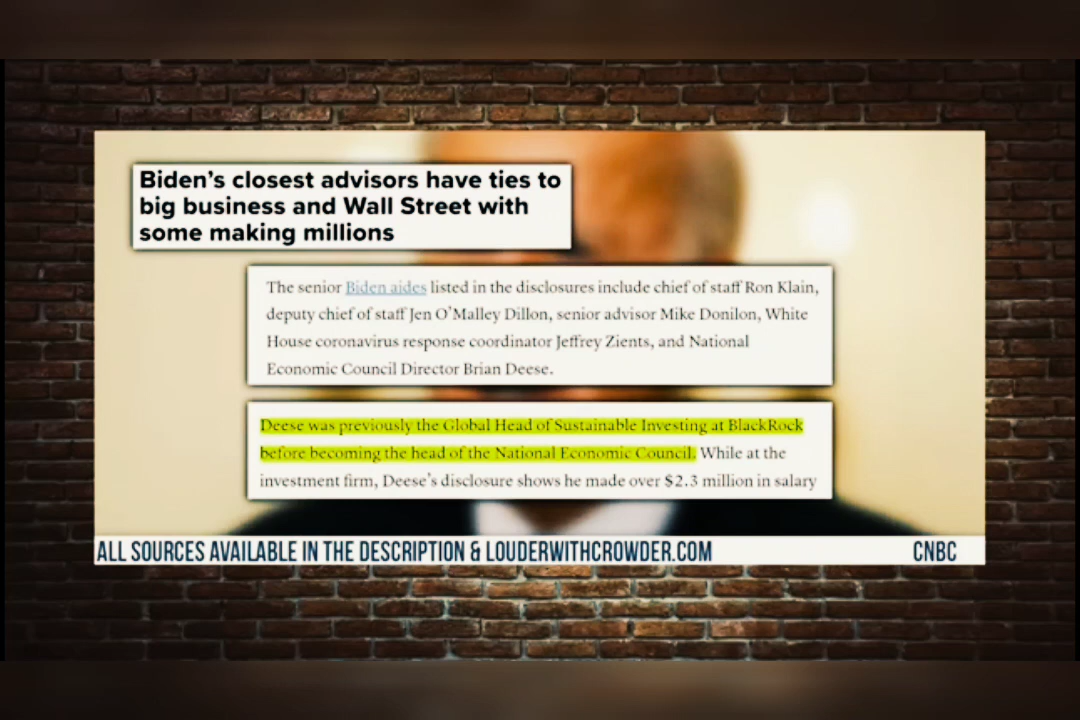 Biden's closest advisors have ties to
big business and Wall Street with
some making millions
The senior Biden aides listed in the disclosures include chief of staff Ron Klain,
deputy chief of staff Jen O'Malley Dillon, senior advisor Mike Donilon, White
House coronavirus response coordinator Jeffrey Zients, and National
Economic Council Director Brian Deese.
Deese was previously the Global Head of Sustainable Investing at BlackRock
before becoming the head of the National Economic Council. While at the
investment firm, Deese's disclosure shows he made over $2.3 million in salary
ALL SOURCES AVAILABLE IN THE DESCRIPTION & LOUDERWITHCROWDER.COM
CNBC